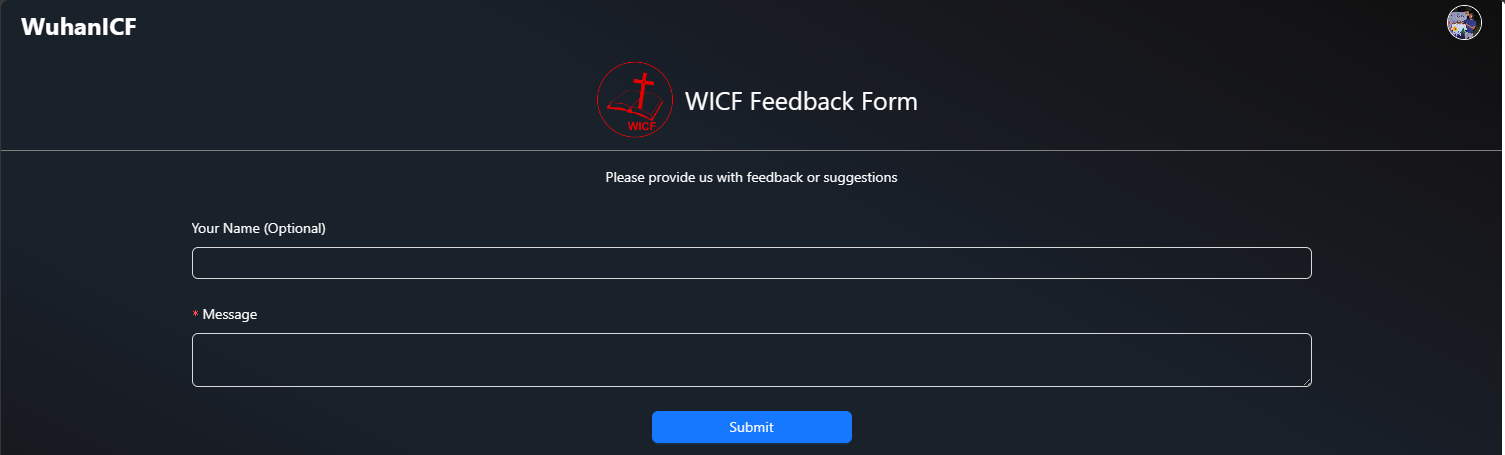 WuhanICF
WICF
WICF Feedback Form
Please provide us with feedback or suggestions
Your Name (Optional)
* Message
Submit